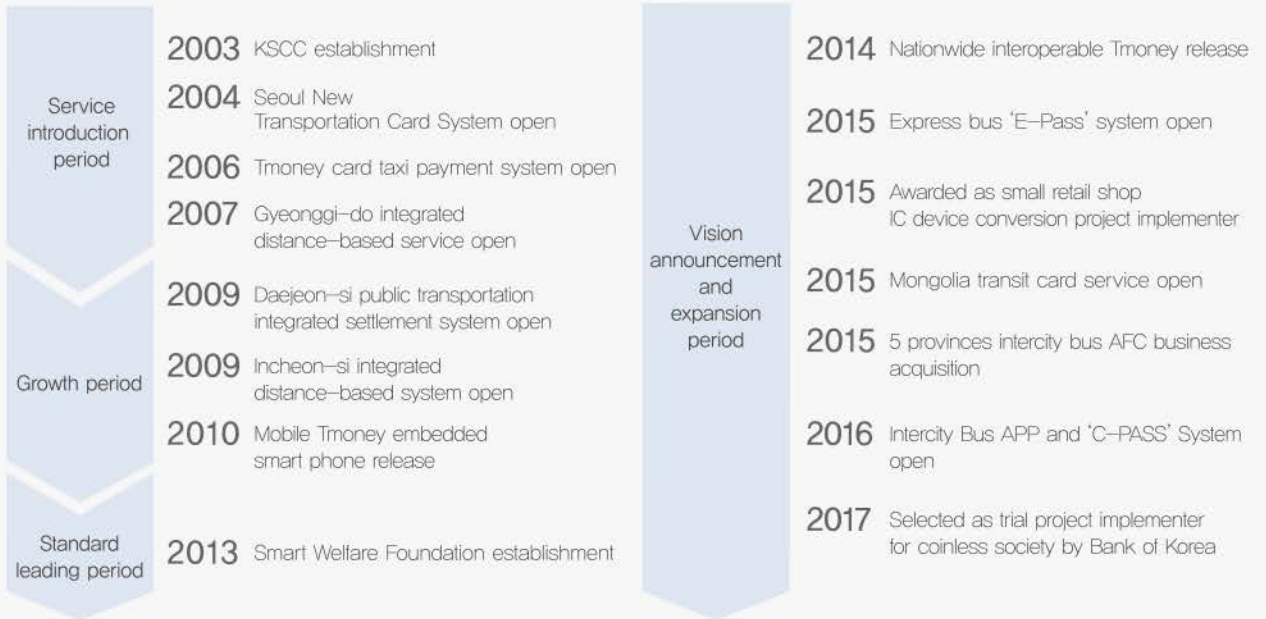 Service
introduction
period
2003 KSCC establishment
2004 Seoul New
Transportation Card System open
2006 Tmoney card taxi payment system open
2007 Gyeonggi-do integrated
distance-based service open
Growth period
2009 Daejeon-si public transportation
integrated settlement system open
2009 Incheon-si integrated
distance-based system open
2010 Mobile Tmoney embedded
smart phone release
Standard
leading period
2013 Smart Welfare Foundation establishment
Vision
announcement
and
expansion
period
2014 Nationwide interoperable Tmoney release
2015 Express bus 'E-Pass' system open
2015 Awarded as small retail shop
IC device conversion project implementer
2015 Mongolia transit card service open
2015 5 provinces intercity bus AFC business
acquisition
2016 Intercity Bus APP and 'C-PASS' System
open
2017 Selected as trial project implementer
for coinless society by Bank of Korea